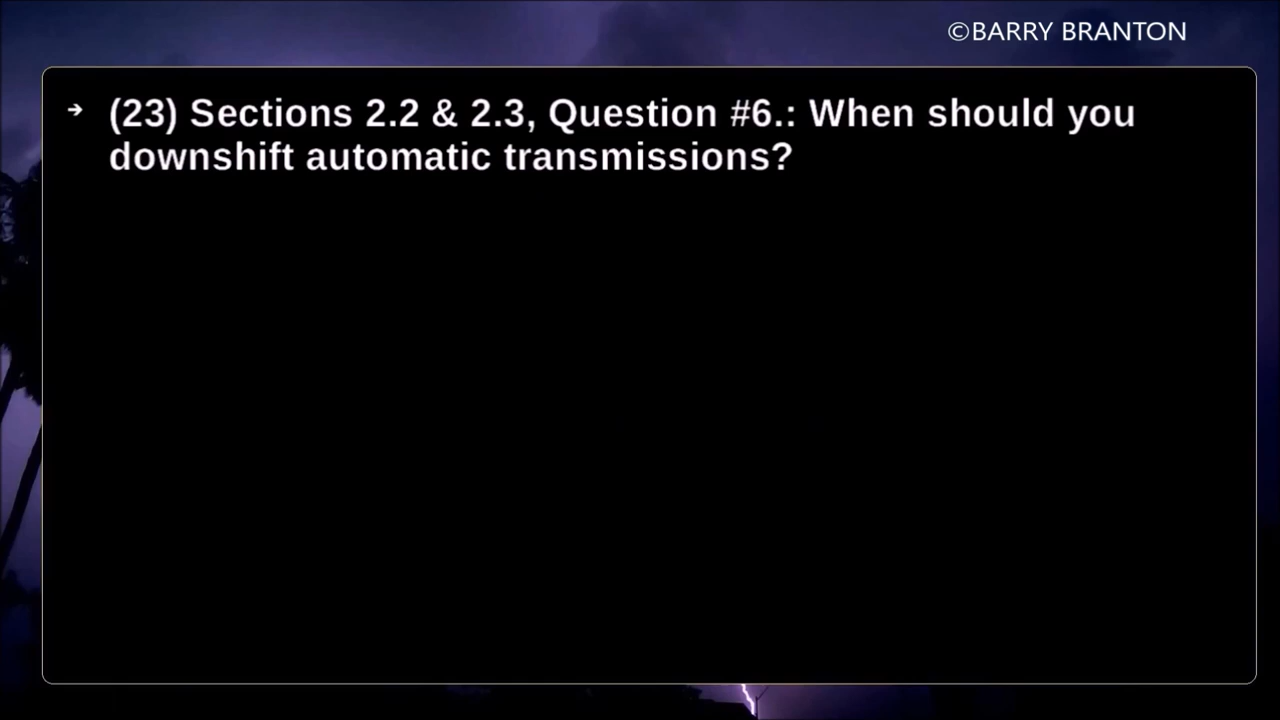 ©BARRY BRANTON
➔ (23) Sections 2.2 & 2.3, Question #6.: When should you
downshift automatic transmissions?